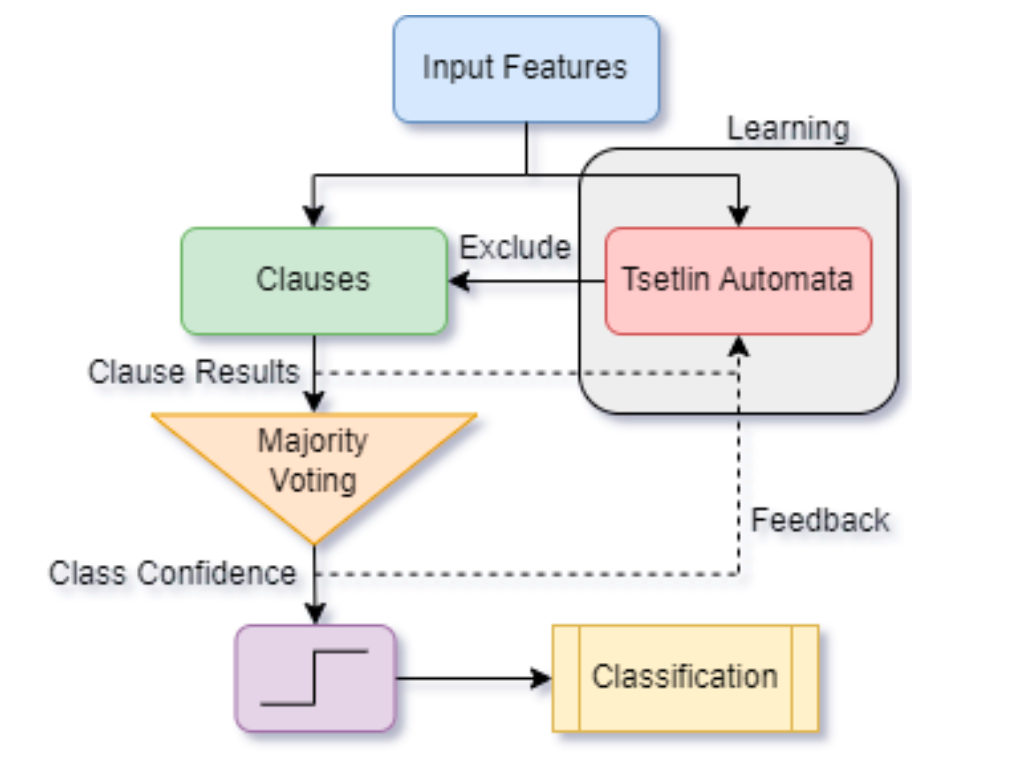 Input Features
Learning
Exclude
Clauses
Tsetlin Automata
Clause Results
Majority
Voting
Feedback
Class Confidence
Classification